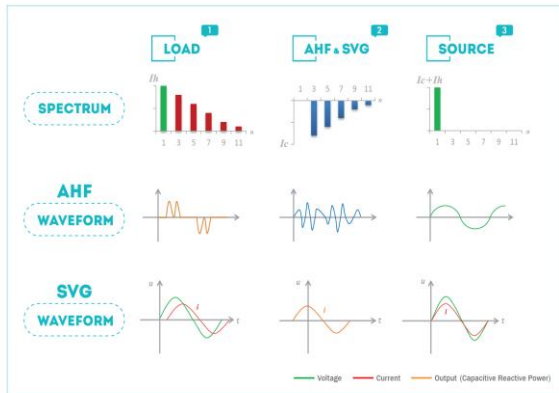 1
LOAD
2
AHF & SVG
3
SOURCE
SPECTRUM
Ih
1 3 5 7 9 11 n
1 3 5 7 9 11
n
Ic
Ic+Ih
1 3 5 7 9 11 n
AHF
WAVEFORM
SVG
WAVEFORM
u
i
t
i
t
u
i
t
Voltage
Current
Output (Capacitive Reactive Power)